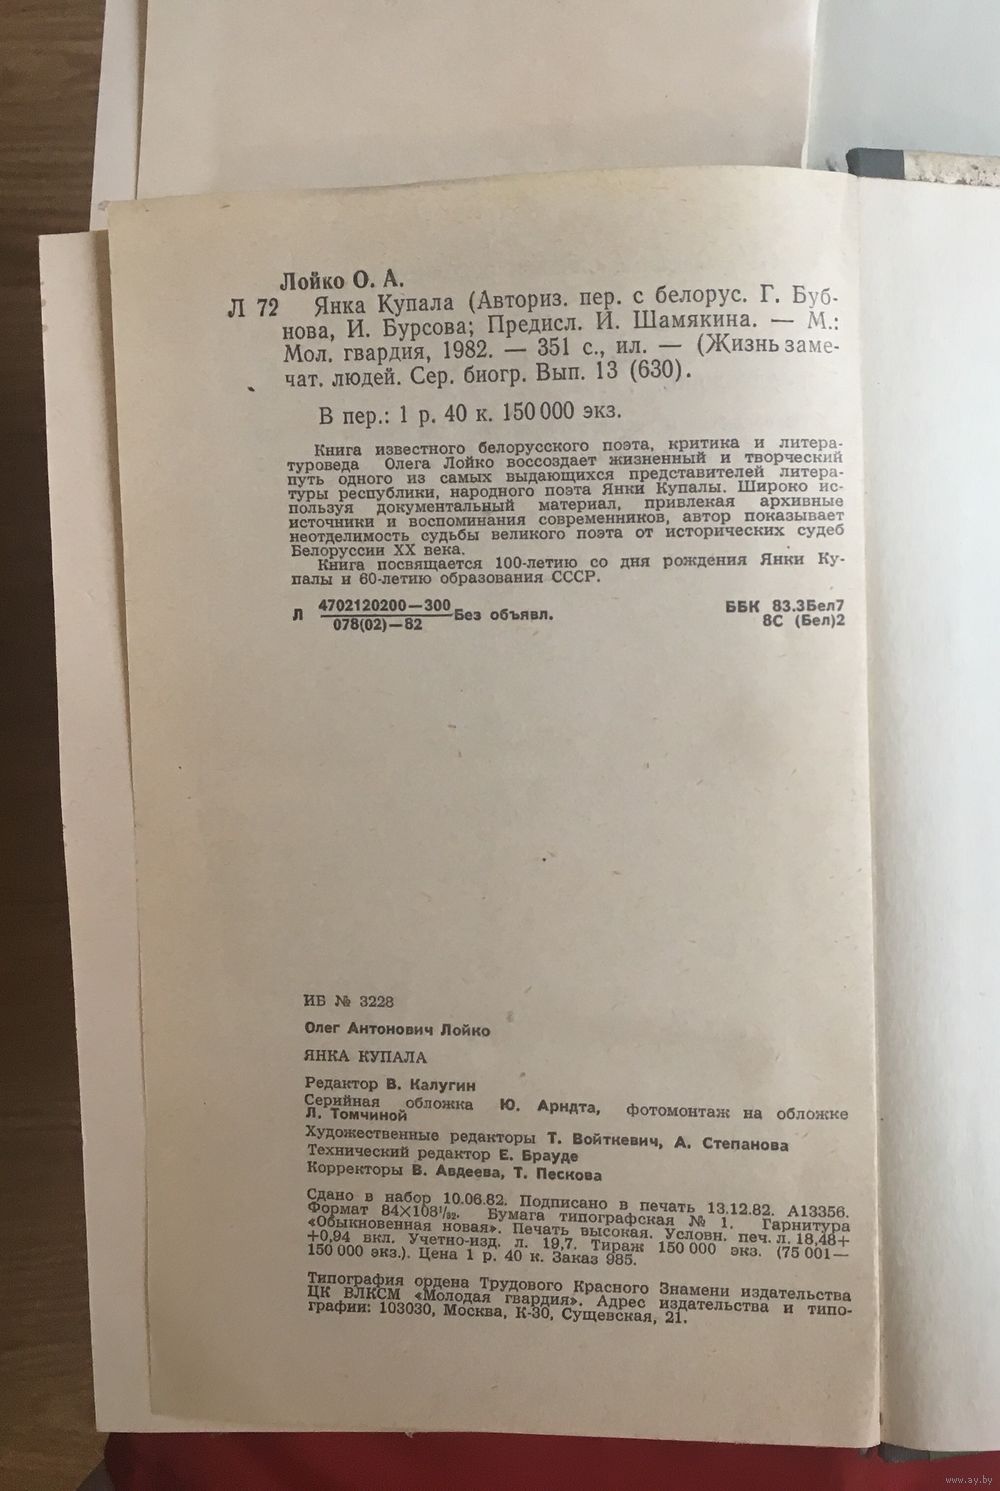 Лойко О. А.
Л 72 Янка Купала (Авториз. пер. с белорус. Г. Буб-
нова, И. Бурсова; Предисл. И. Шамякина. — М.:
Мол. гвардия, 1982. — 351 с., ил. — (Жизнь заме-
чат. людей. Сер. биогр. Вып. 13 (630).
В пер.: 1 р. 40 к. 150 000 экз.
Книга известного белорусского поэта, критика и литера-
туроведа Олега Лойко воссоздает жизненный и творческий
путь одного из самых выдающихся представителей литера-
туры республики, народного поэта Янки Купалы. Широко ис-
пользуя документальный материал, привлекая архивные
источники и воспоминания современников, автор показывает
неотделимость судьбы великого поэта от исторических судеб
Белоруссии XX века.
Книга посвящается 100-летию со дня рождения Янки Ку-
палы и 60-летию образования СССР.
Л 4702120200—300 Без объявл.
078(02)—82
ББК 83.3Бел7
8С (Бел)2
ИБ № 3228
Олег Антонович Лойко
ЯНКА КУПАЛА
Редактор В. Калугин
Серийная обложка Ю. Арндта, фотомонтаж на обложке
Л. Томчиной
Художественные редакторы Т. Войткевич, А. Степанова
Технический редактор Е. Брауде
Корректоры В. Авдеева, Т. Пескова
Сдано в набор 10.06.82. Подписано в печать 13.12.82. А13356.
Формат 84×108¹/₃₂. Бумага типографская № 1. Гарнитура
«Обыкновенная новая». Печать высокая. Условн. печ. л. 18,48+
+0,94 вкл. Учетно-изд. л. 19,7. Тираж 150 000 экз. (75 001—
150 000 экз.). Цена 1 р. 40 к. Заказ 985.
Типография ордена Трудового Красного Знамени издательства
ЦК ВЛКСМ «Молодая гвардия». Адрес издательства и типо-
графии: 103030, Москва, К-30, Сущевская, 21.
www.ay.by